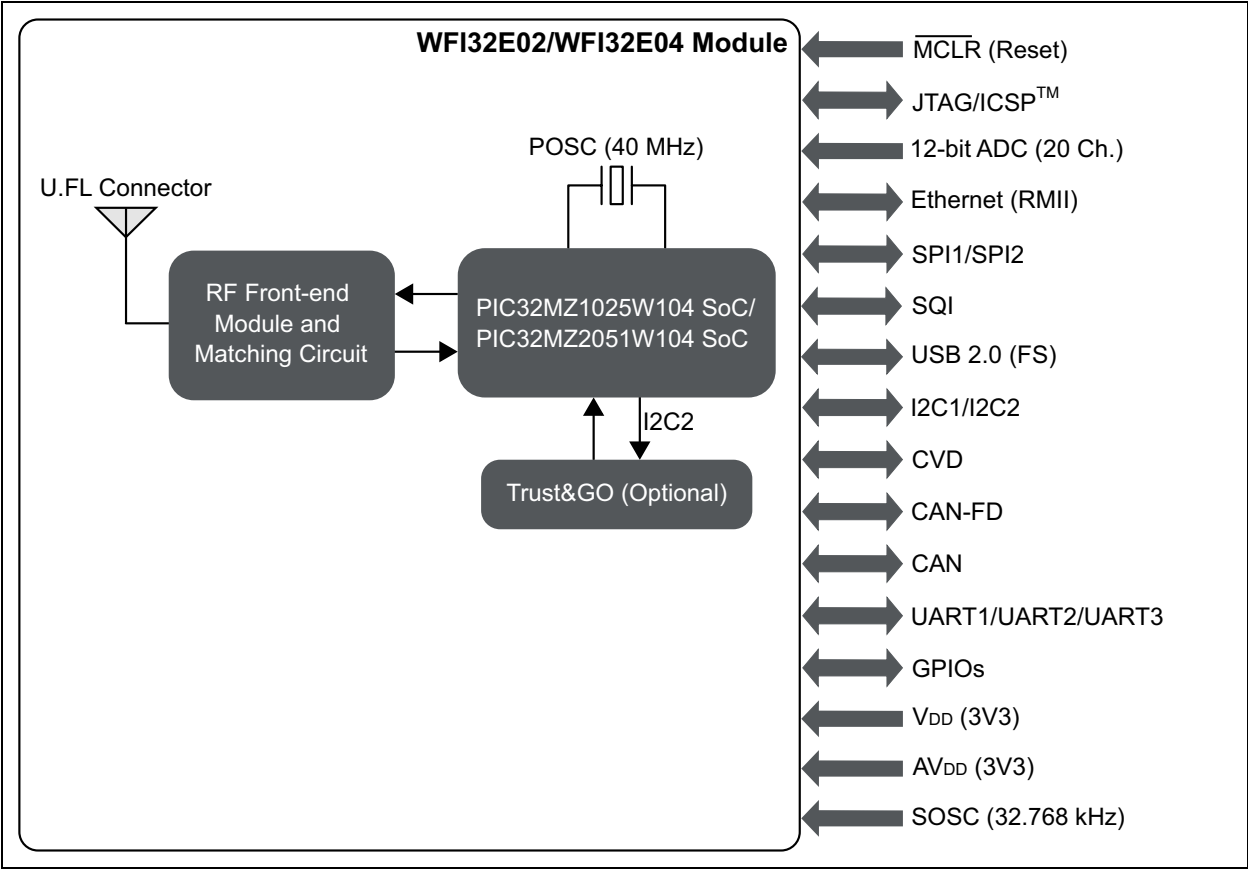 WFI32E02/WFI32E04 Module
U.FL Connector
POSC (40 MHz)
RF Front-end
Module and
Matching Circuit
PIC32MZ1025W104 SoC/
PIC32MZ2051W104 SoC
I2C2
Trust&GO (Optional)
MCLR (Reset)
JTAG/ICSP™
12-bit ADC (20 Ch.)
Ethernet (RMII)
SPI1/SPI2
SQI
USB 2.0 (FS)
I2C1/I2C2
CVD
CAN-FD
CAN
UART1/UART2/UART3
GPIOs
VDD (3V3)
AVDD (3V3)
SOSC (32.768 kHz)